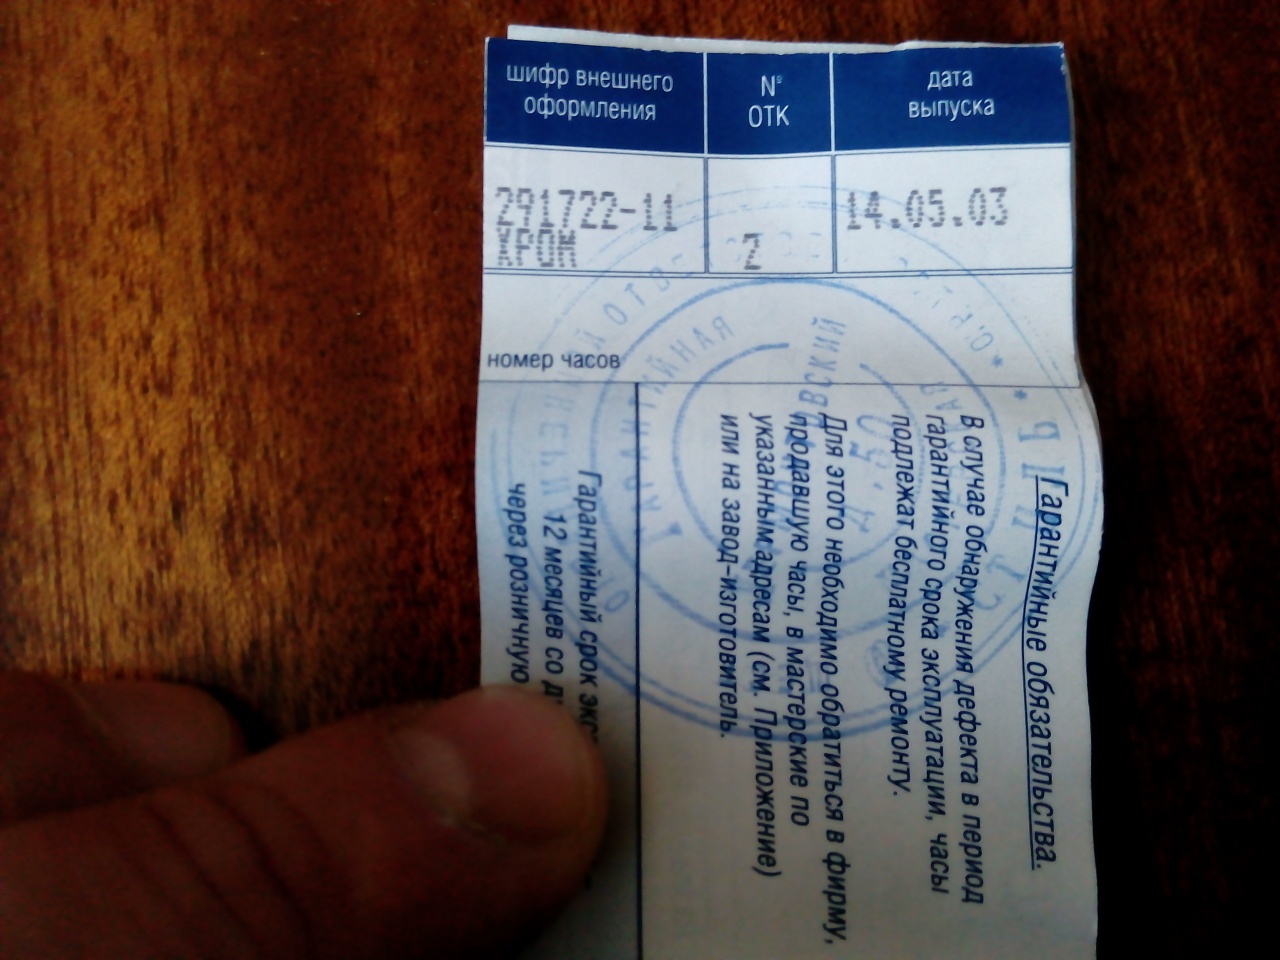 шифр внешнего
оформления
№
ОТК
дата
выпуска
291722-11
ХРОМ
2
14.05.03
номер часов
Гарантийные обязательства.
В случае обнаружения дефекта в период
гарантийного срока эксплуатации, часы
подлежат бесплатному ремонту.
Для этого необходимо обратиться в фирму,
продавшую часы, в мастерские по
указанным адресам (см. Приложение)
или на завод-изготовитель.
Гарантийный срок
12 месяцев со
через розничную
ГАРАНТИЙНАЯ